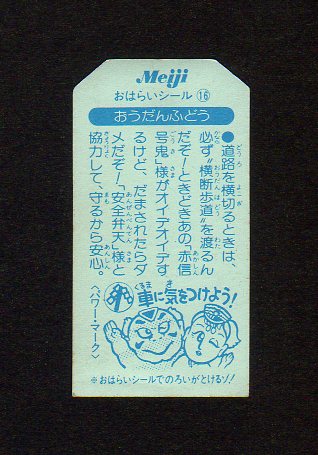 Meiji
おはらいシール⑯
おうだんふどう
●道路を横切るときは、
必ず“横断歩道”を渡るん
だぞ!ときどきあの「赤信
号鬼」様がオイデオイデす
るけど、だまされたらダ
メだぞ!「安全弁天」様と
協力して、守るから安心。
〈パワー・マーク〉
車に気をつけよう!
※おはらいシールでのろいがとけるゾ!